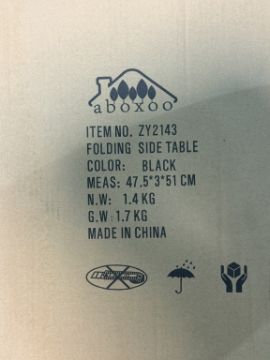 aboxoo
ITEM NO. ZY2143
FOLDING SIDE TABLE
COLOR: BLACK
MEAS: 47.5*3*51 CM
N.W: 1.4 KG
G.W: 1.7 KG
MADE IN CHINA